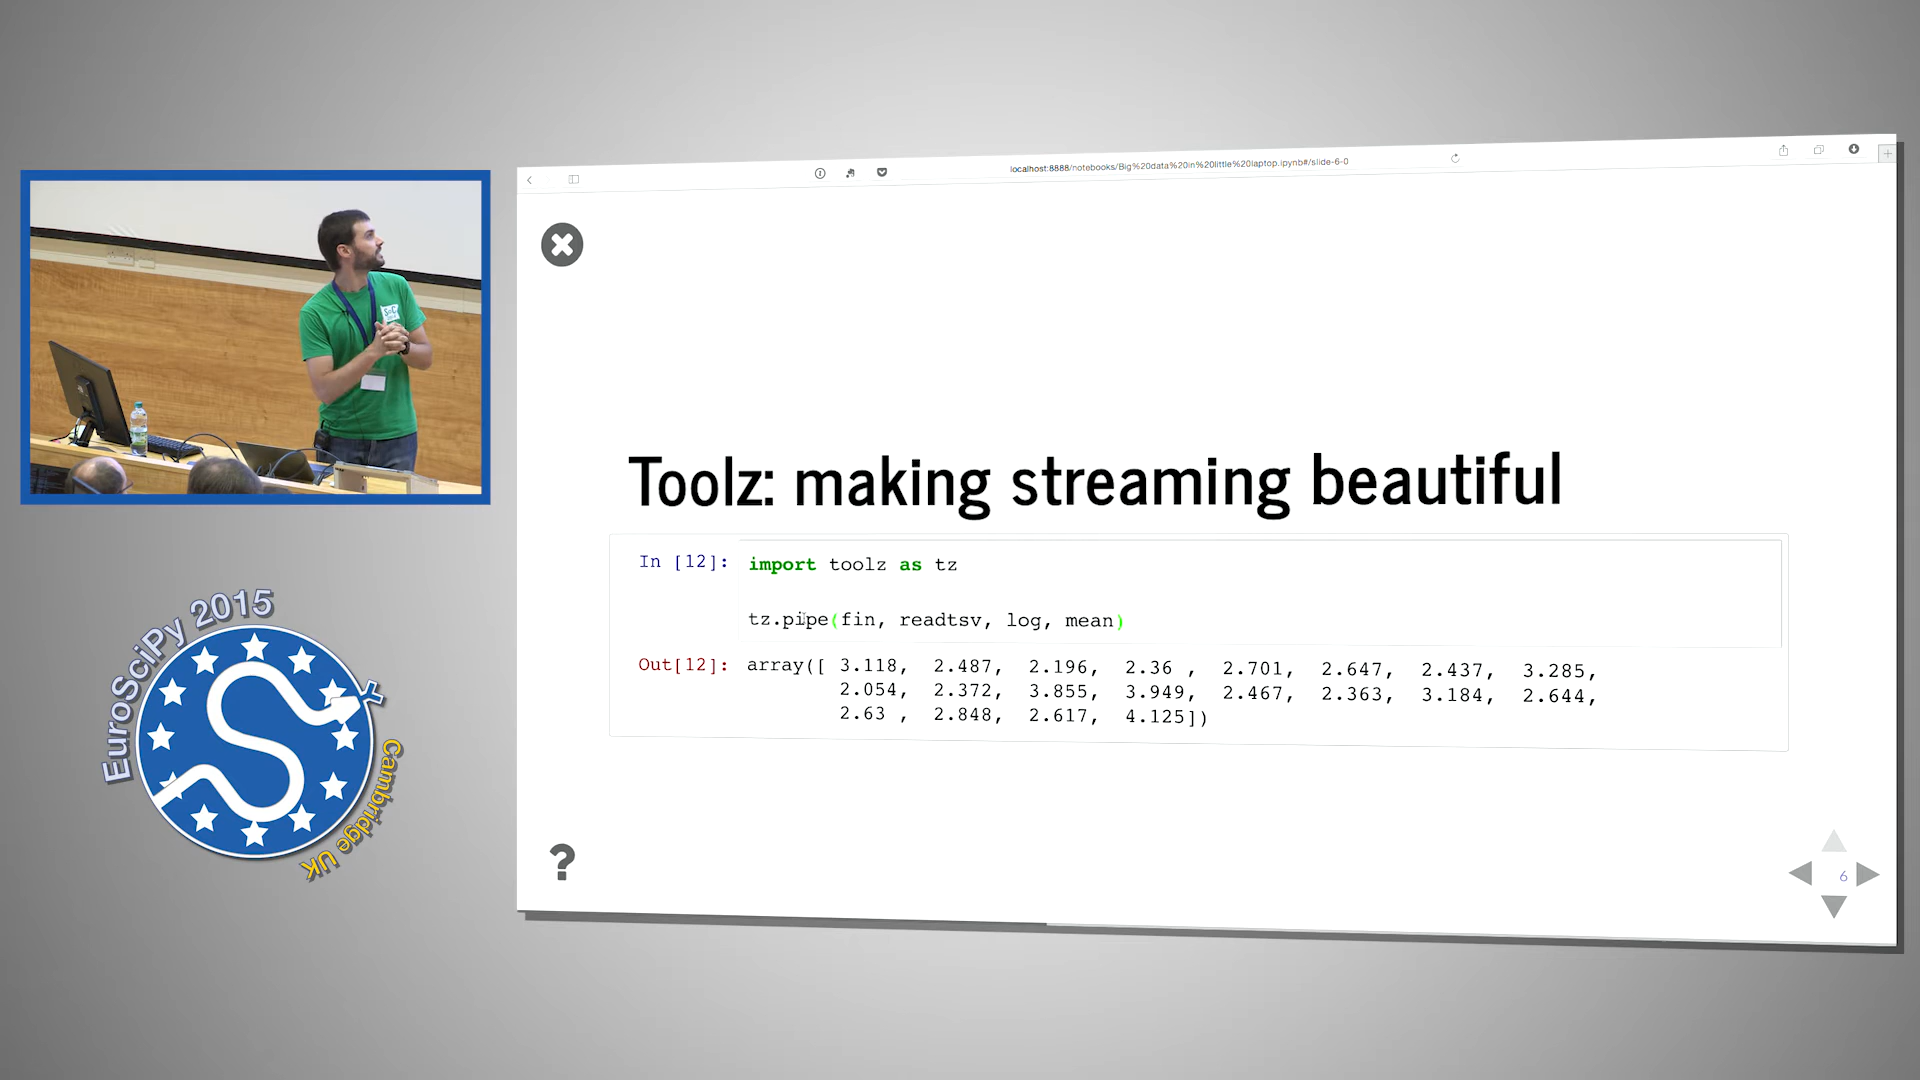 localhost:8888/notebooks/Big%20data%20in%20little%20laptop.ipynb#/slide-6-0
SoC
Toolz: making streaming beautiful
In [12]: import toolz as tz
tz.pipe(fin, readtsv, log, mean)
Out[12]: array([ 3.118, 2.487, 2.196, 2.36 , 2.701, 2.647, 2.437, 3.285,
2.054, 2.372, 3.855, 3.949, 2.467, 2.363, 3.184, 2.644,
2.63 , 2.848, 2.617, 4.125])
EuroSciPy 2015
Cambridge UK
?
6